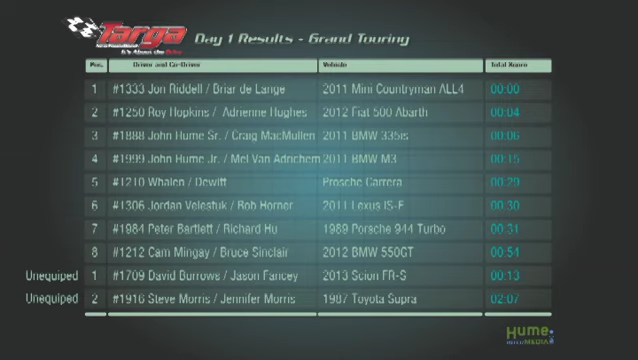 Targa
Newfoundland
It's About the Drive
Day 1 Results - Grand Touring
Pos. Driver and Co-Driver Vehicle Total Score
1 #1333 Jon Riddell / Briar de Lange 2011 Mini Countryman ALL4 00:00
2 #1250 Roy Hopkins / Adrienne Hughes 2012 Fiat 500 Abarth 00:04
3 #1888 John Hume Sr. / Craig MacMullen 2011 BMW 335is 00:06
4 #1999 John Hume Jr. / Mel Van Adrichem 2011 BMW M3 00:15
5 #1210 Whalen / Dewitt Prosche Carrera 00:29
6 #1306 Jordan Velestuk / Rob Horner 2011 Lexus IS-F 00:30
7 #1984 Peter Bartlett / Richard Hu 1989 Porsche 944 Turbo 00:31
8 #1212 Cam Mingay / Bruce Sinclair 2012 BMW 550GT 00:54
Unequiped 1 #1709 David Burrows / Jason Fancey 2013 Scion FR-S 00:13
Unequiped 2 #1916 Steve Morris / Jennifer Morris 1987 Toyota Supra 02:07
Hume
MEDIA